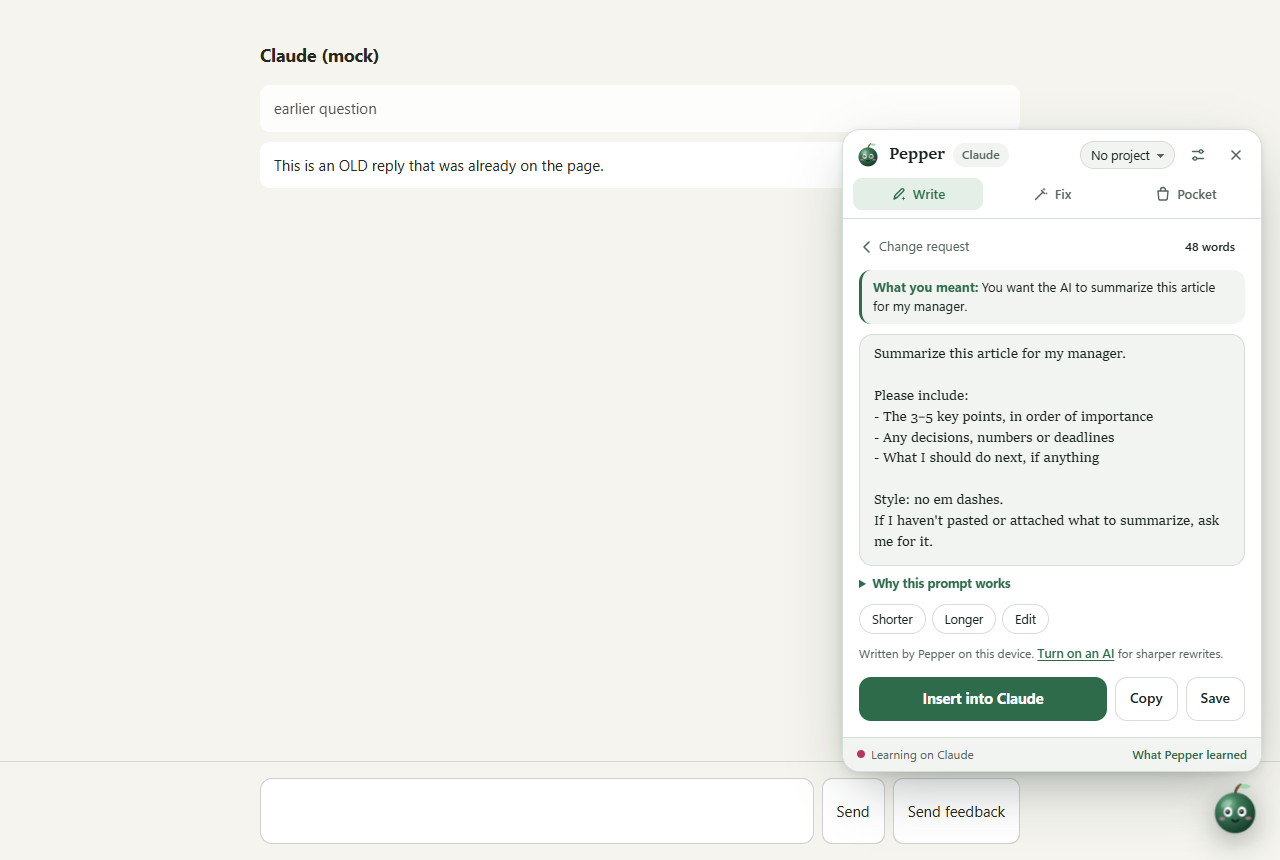 Claude (mock)
earlier question
This is an OLD reply that was already on the page.
Pepper
Claude
No project
Write
Fix
Pocket
Change request
48 words
What you meant: You want the AI to summarize this article
for my manager.
Summarize this article for my manager.
Please include:
- The 3–5 key points, in order of importance
- Any decisions, numbers or deadlines
- What I should do next, if anything
Style: no em dashes.
If I haven't pasted or attached what to summarize, ask
me for it.
Why this prompt works
Shorter
Longer
Edit
Written by Pepper on this device. Turn on an AI for sharper rewrites.
Insert into Claude
Copy
Save
Learning on Claude
What Pepper learned
Send
Send feedback